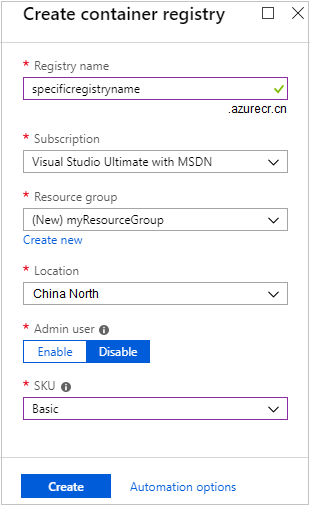 Create container registry
* Registry name
specificregistryname
.azurecr.cn
* Subscription
Visual Studio Ultimate with MSDN
* Resource group
(New) myResourceGroup
Create new
* Location
China North
* Admin user
Enable Disable
* SKU
Basic
Create Automation options